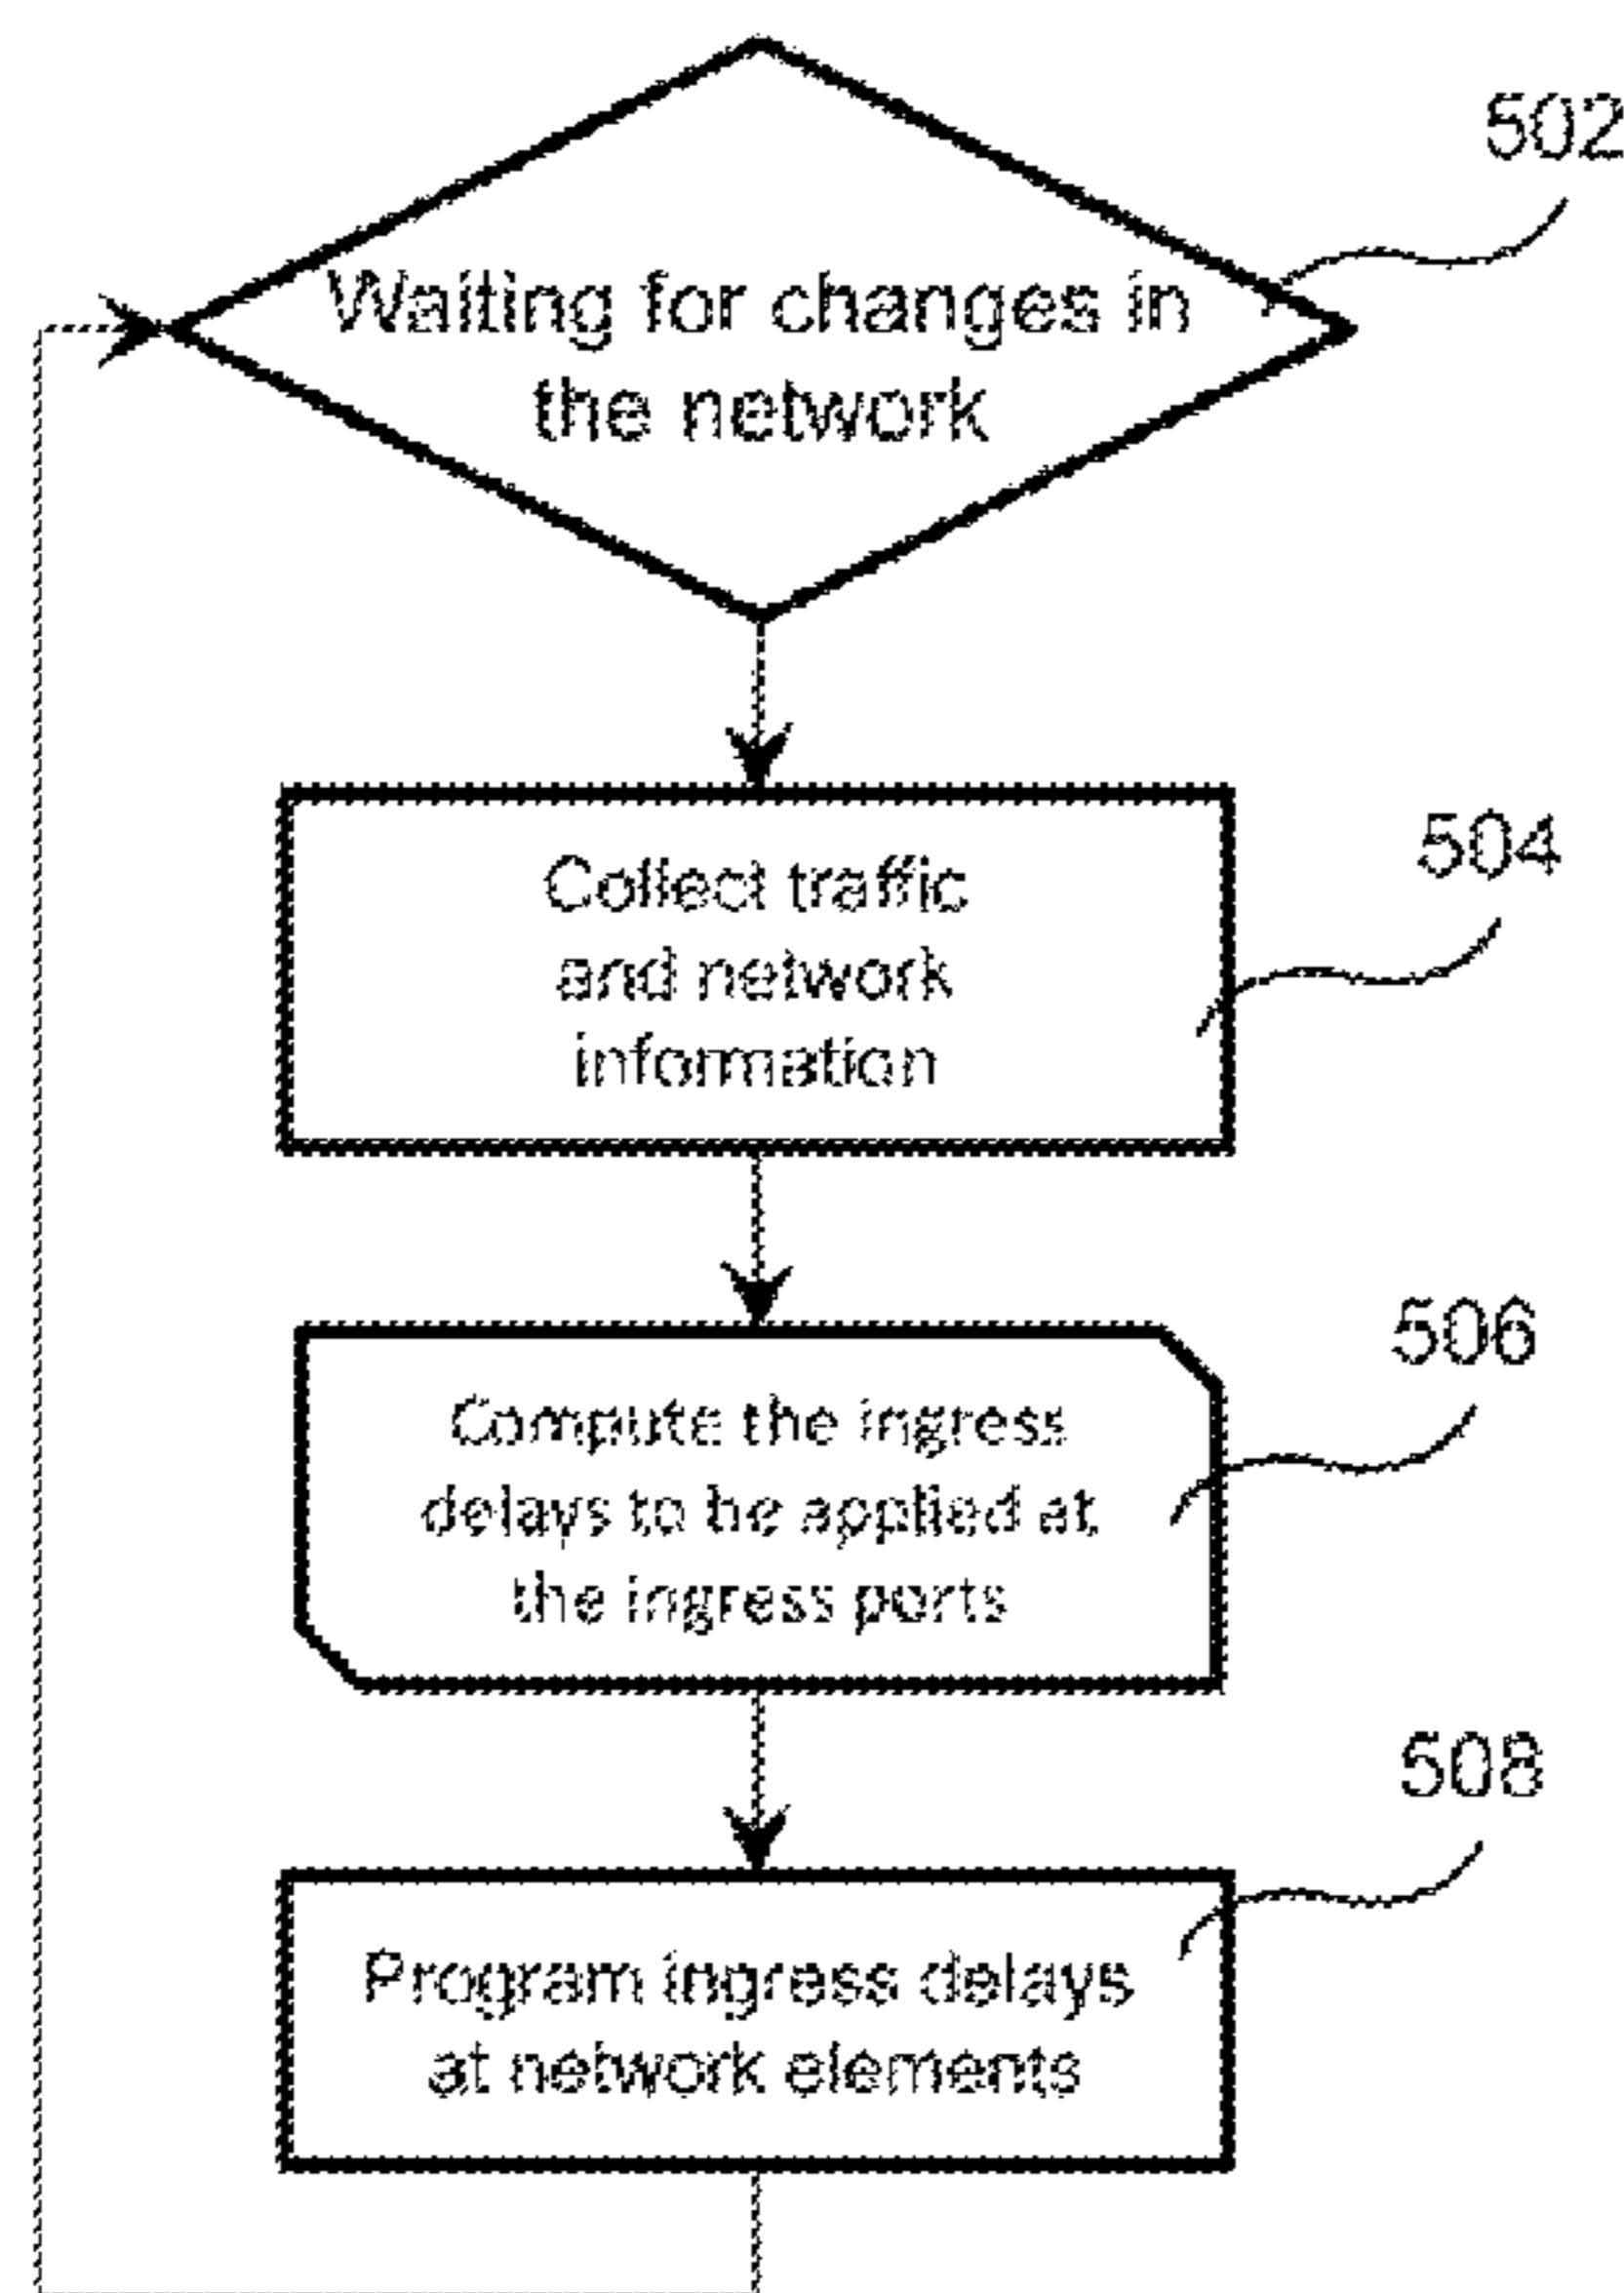 502
Waiting for changes in
the network
504
Collect traffic
and network
information
506
Compute the ingress
delays to be applied at
the ingress ports
508
Program ingress delays
at network elements